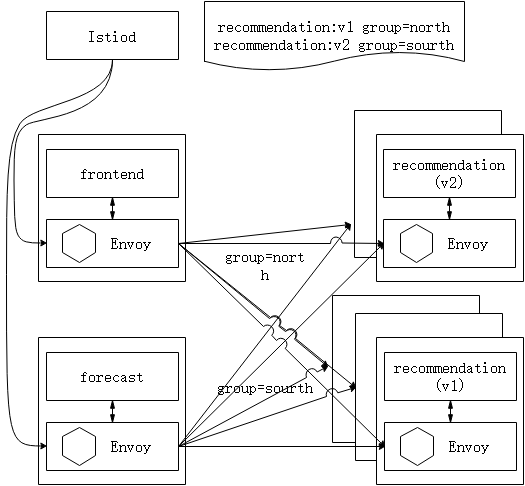 Istiod
recommendation:v1 group=north
recommendation:v2 group=sourth
frontend
Envoy
recommendation
(v2)
Envoy
group=nort
h
forecast
Envoy
group=sourth
recommendation
(v1)
Envoy